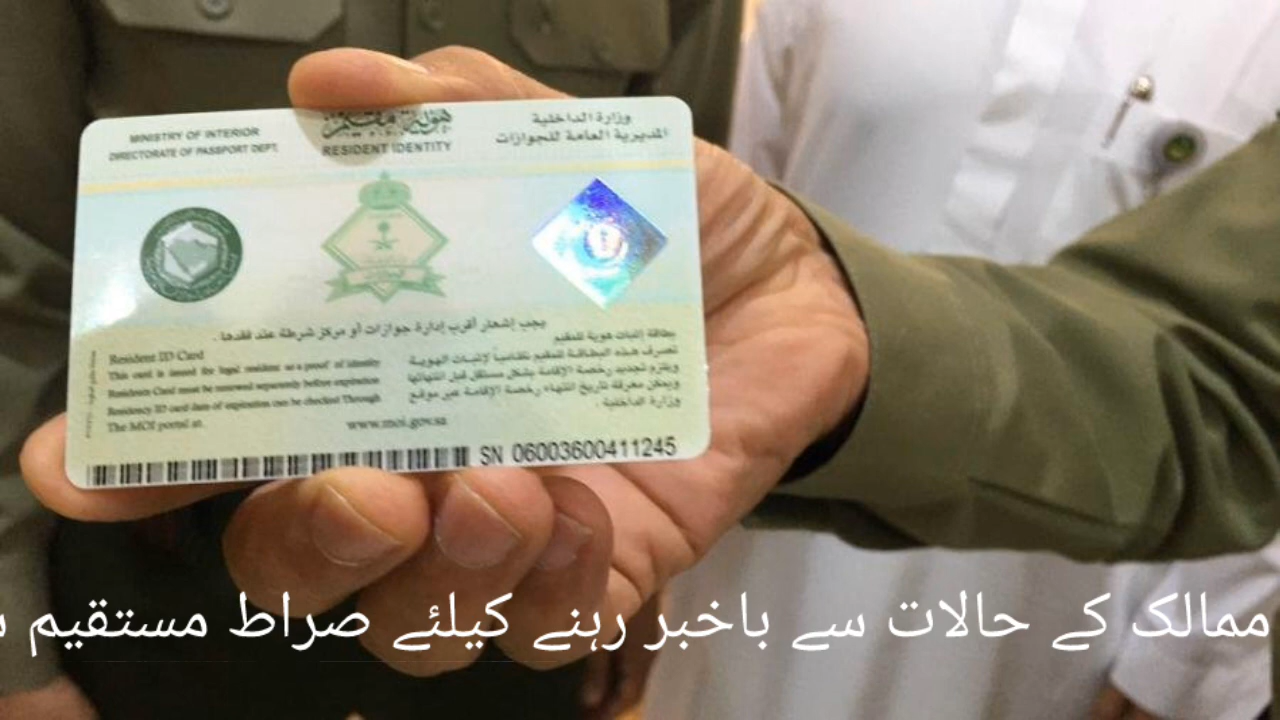 MINISTRY OF INTERIOR
DIRECTORATE OF PASSPORT DEPT.
هوية مقيم
RESIDENT IDENTITY
وزارة الداخلية
المديرية العامة للجوازات
يجب إشعار أقرب إدارة جوازات أو مركز شرطة عند فقدها .
Resident ID Card
This card is issued for legal resident as a proof of identity
Residents Card must be renewed separately before expiration
Residency ID card date of expiration can be checked Through
The MOI portal at
www.moi.gov.sa
بطاقة إثبات هوية للمقيم
تصرف هذه البطاقة للمقيم نظامياً لإثبات الهوية
ويلزم تجديد رخصة الإقامة بشكل مستقل قبل انتهائها
ويمكن معرفة تاريخ انتهاء رخصة الإقامة عبر موقع
وزارة الداخلية .
SN 06003600411245
ممالک کے حالات سے باخبر رہنے کیلئے صراط مستقیم